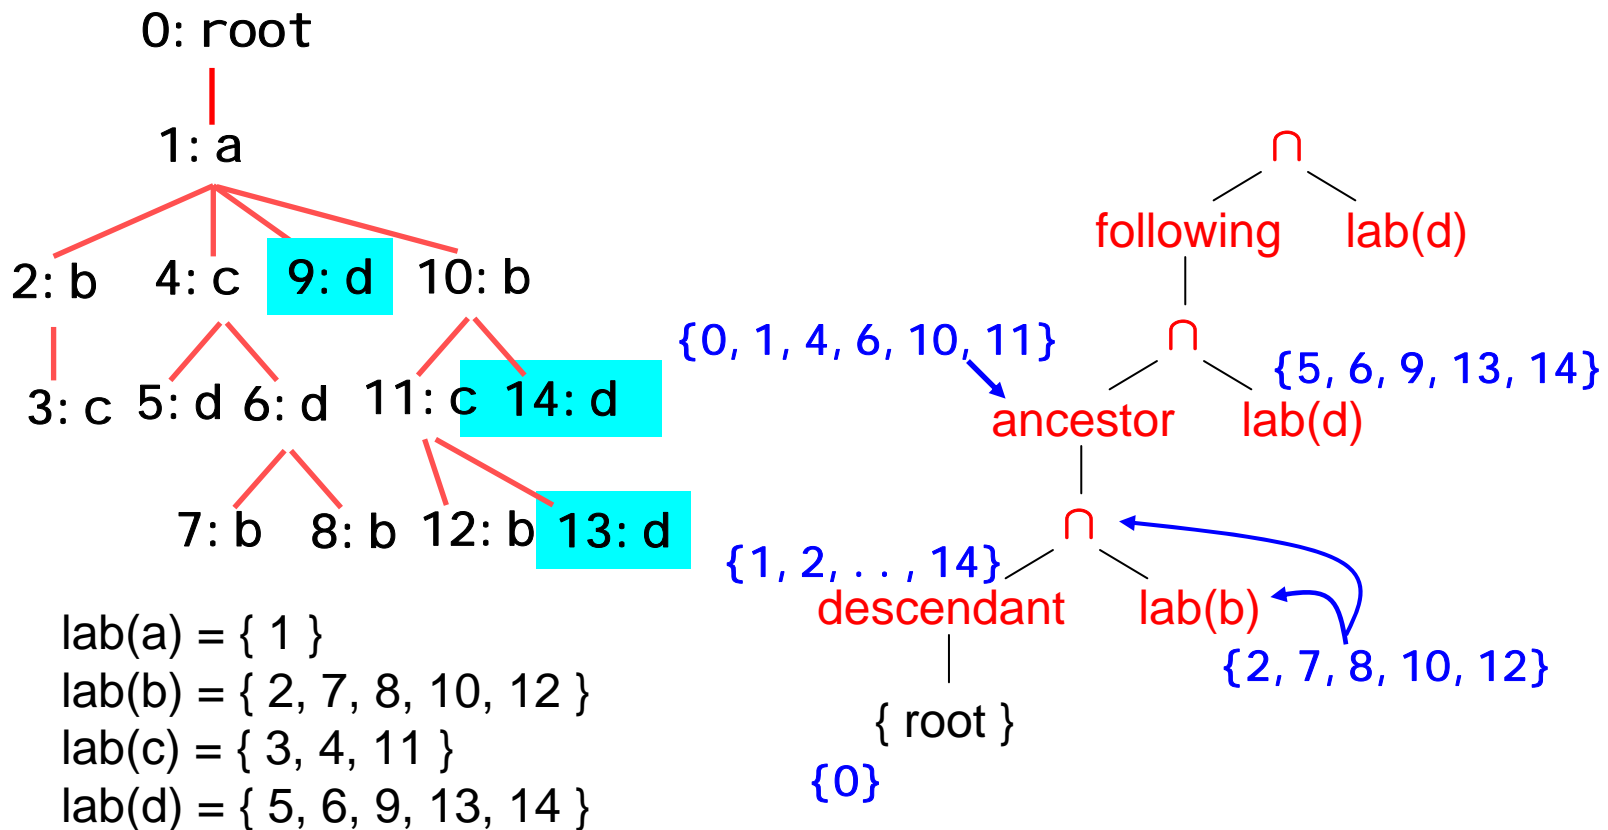 0: root
1: a
2: b 4: c 9: d 10: b
3: c 5: d 6: d 11: c 14: d
7: b 8: b 12: b 13: d
lab(a) = { 1 }
lab(b) = { 2, 7, 8, 10, 12 }
lab(c) = { 3, 4, 11 }
lab(d) = { 5, 6, 9, 13, 14 }
∩
following lab(d)
{0, 1, 4, 6, 10, 11} ∩ {5, 6, 9, 13, 14}
ancestor lab(d)
∩
{1, 2, . . , 14}
descendant lab(b)
{2, 7, 8, 10, 12}
{ root }
{0}